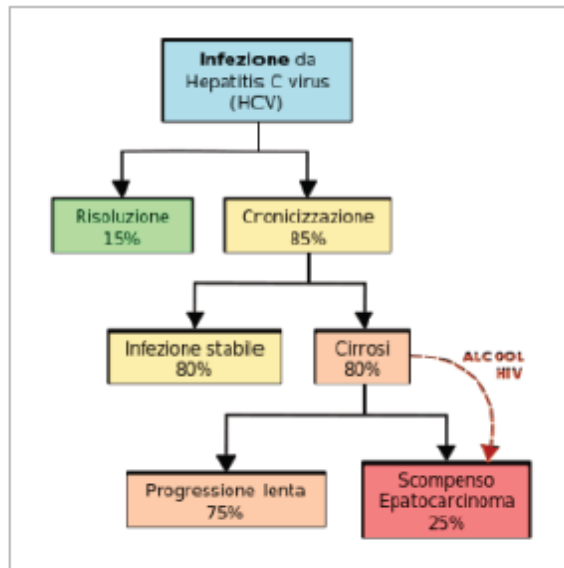 Infezione da
Hepatitis C virus
(HCV)
Risoluzione
15%
Cronicizzazione
85%
Infezione stabile
80%
Cirrosi
80%
ALCOOL
HIV
Progressione lenta
75%
Scompenso
Epatocarcinoma
25%